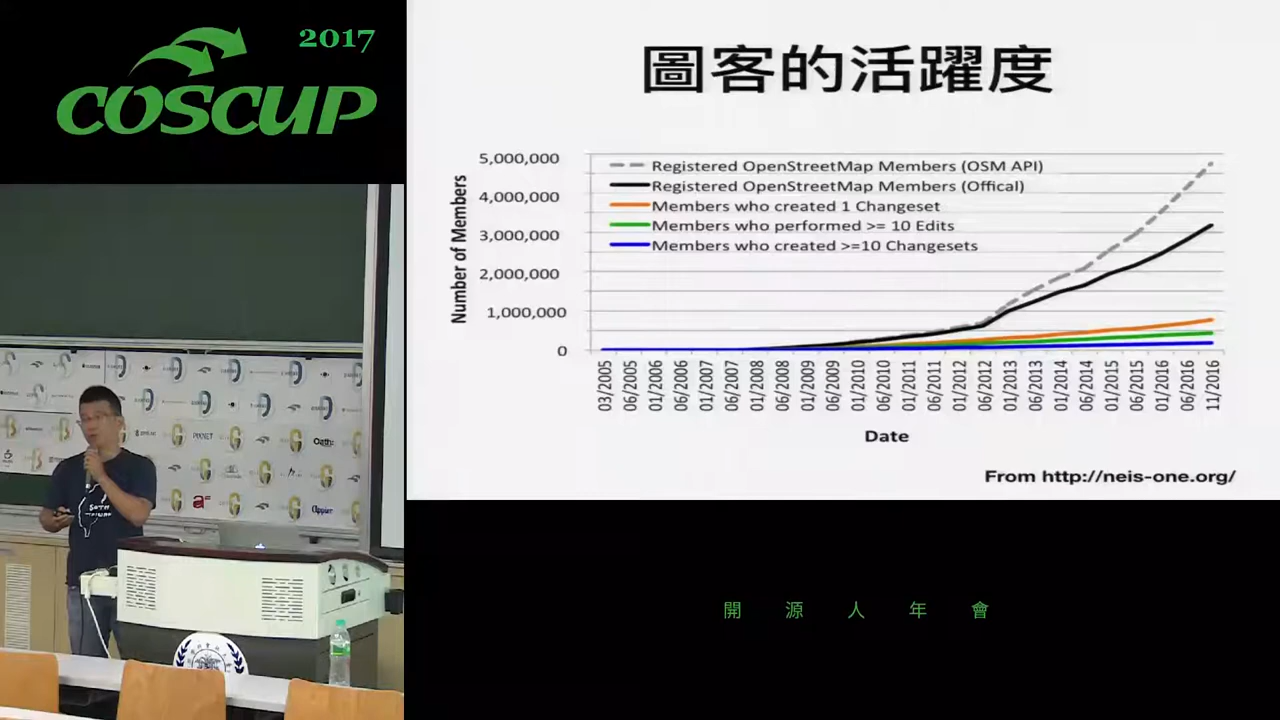 2017
COSCUP
圖客的活躍度
5,000,000
4,000,000
3,000,000
2,000,000
1,000,000
0
Number of Members
Registered OpenStreetMap Members (OSM API)
Registered OpenStreetMap Members (Offical)
Members who created 1 Changeset
Members who performed >= 10 Edits
Members who created >=10 Changesets
03/2005
06/2005
01/2006
06/2006
01/2007
06/2007
01/2008
06/2008
01/2009
06/2009
01/2010
06/2010
01/2011
06/2011
01/2012
06/2012
01/2013
06/2013
01/2014
06/2014
01/2015
06/2015
01/2016
06/2016
11/2016
Date
From http://neis-one.org/
PIXNET
Oath:
Appier
開源人年會